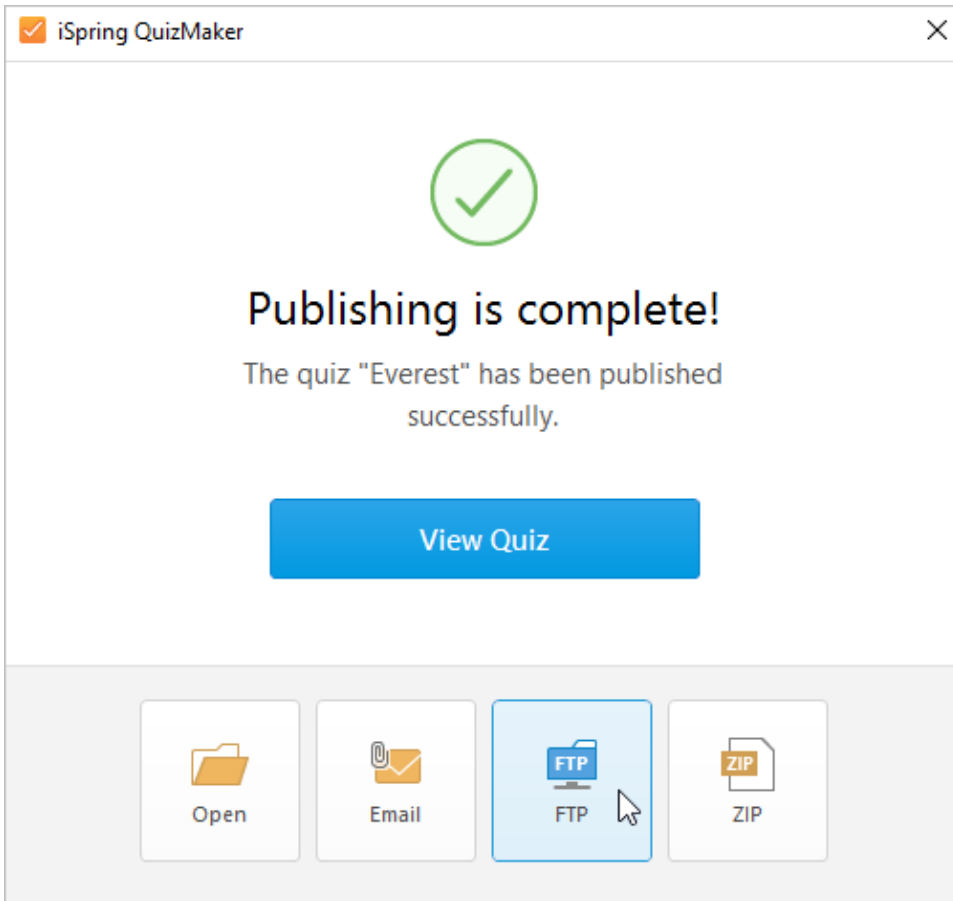 iSpring QuizMaker
Publishing is complete!
The quiz "Everest" has been published
successfully.
View Quiz
FTP
ZIP
Open
Email
FTP
ZIP